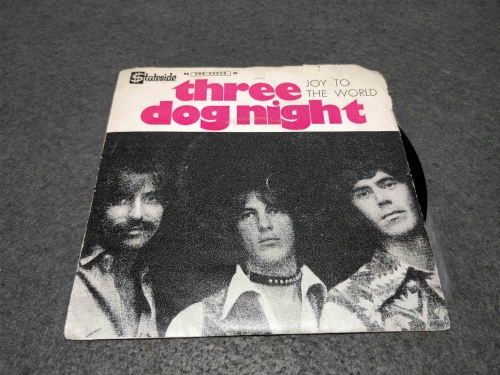 Stateside
three
dog night
JOY TO
THE WORLD